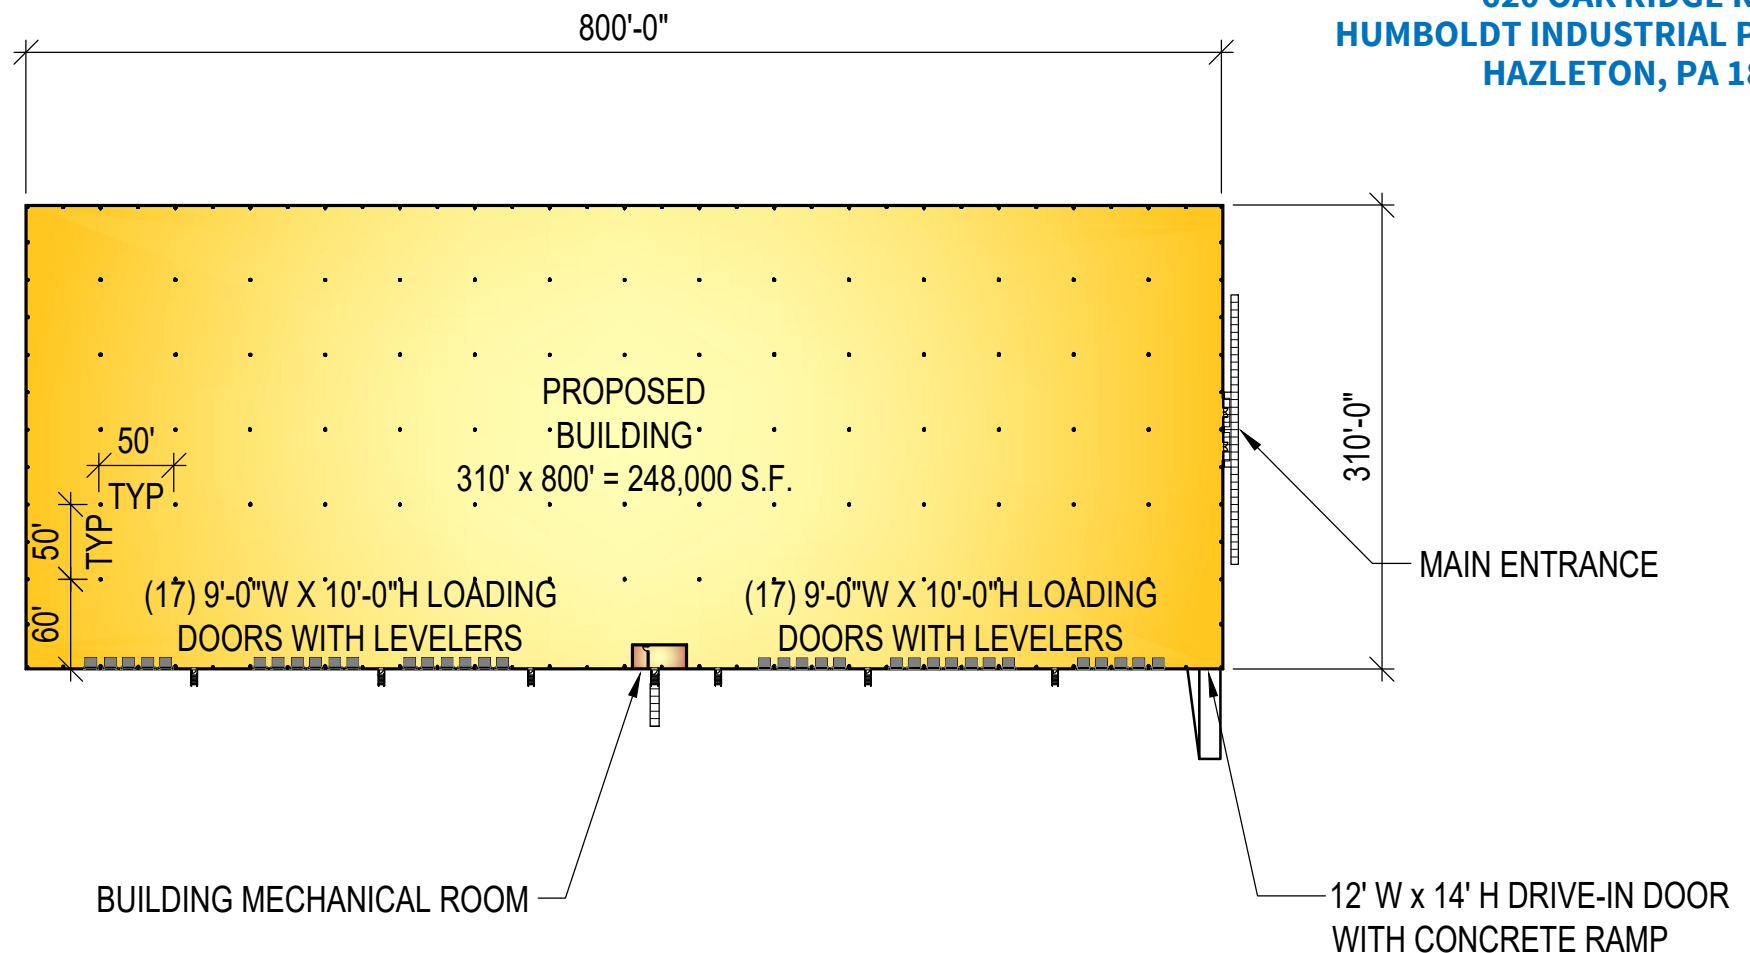 HUMBOLDT INDUSTRIAL
HAZLETON, PA
800'-0"
310'-0"
PROPOSED
BUILDING
310' x 800' = 248,000 S.F.
50'
TYP
50'
TYP
60'
(17) 9'-0"W X 10'-0"H LOADING
DOORS WITH LEVELERS
(17) 9'-0"W X 10'-0"H LOADING
DOORS WITH LEVELERS
MAIN ENTRANCE
BUILDING MECHANICAL ROOM
12' W x 14' H DRIVE-IN DOOR
WITH CONCRETE RAMP